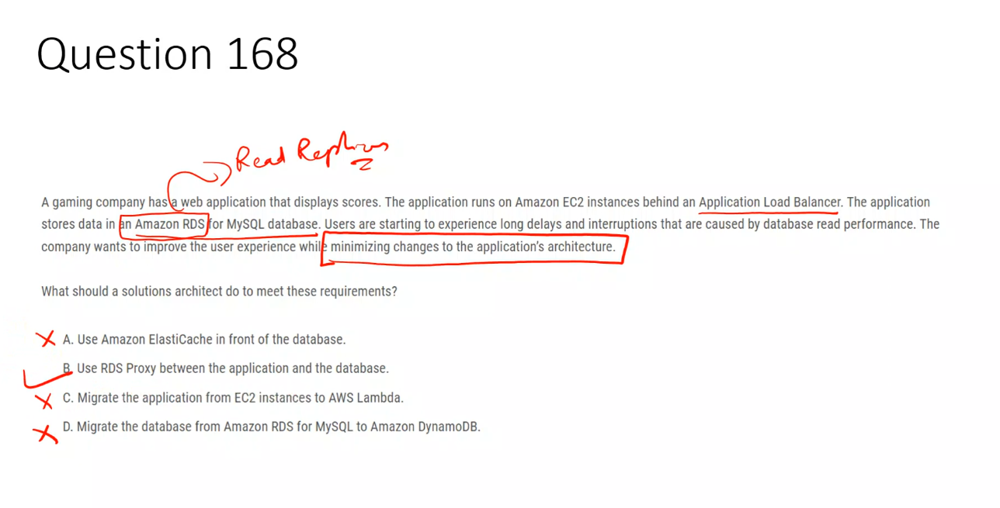 Question 168
Read Replicas
A gaming company has a web application that displays scores. The application runs on Amazon EC2 instances behind an Application Load Balancer. The application
stores data in an Amazon RDS for MySQL database. Users are starting to experience long delays and interruptions that are caused by database read performance. The
company wants to improve the user experience while minimizing changes to the application's architecture.
What should a solutions architect do to meet these requirements?
A. Use Amazon ElastiCache in front of the database.
B. Use RDS Proxy between the application and the database.
C. Migrate the application from EC2 instances to AWS Lambda.
D. Migrate the database from Amazon RDS for MySQL to Amazon DynamoDB.